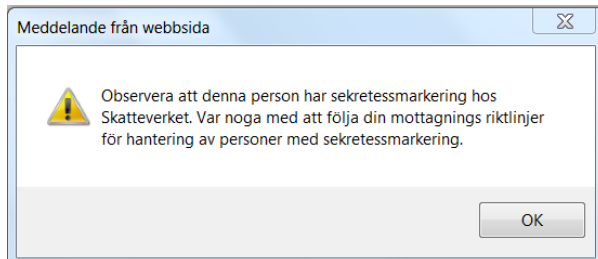 Meddelande från webbsida
Observera att denna person har sekretessmarkering hos
Skatteverket. Var noga med att följa din mottagnings riktlinjer
för hantering av personer med sekretessmarkering.
OK